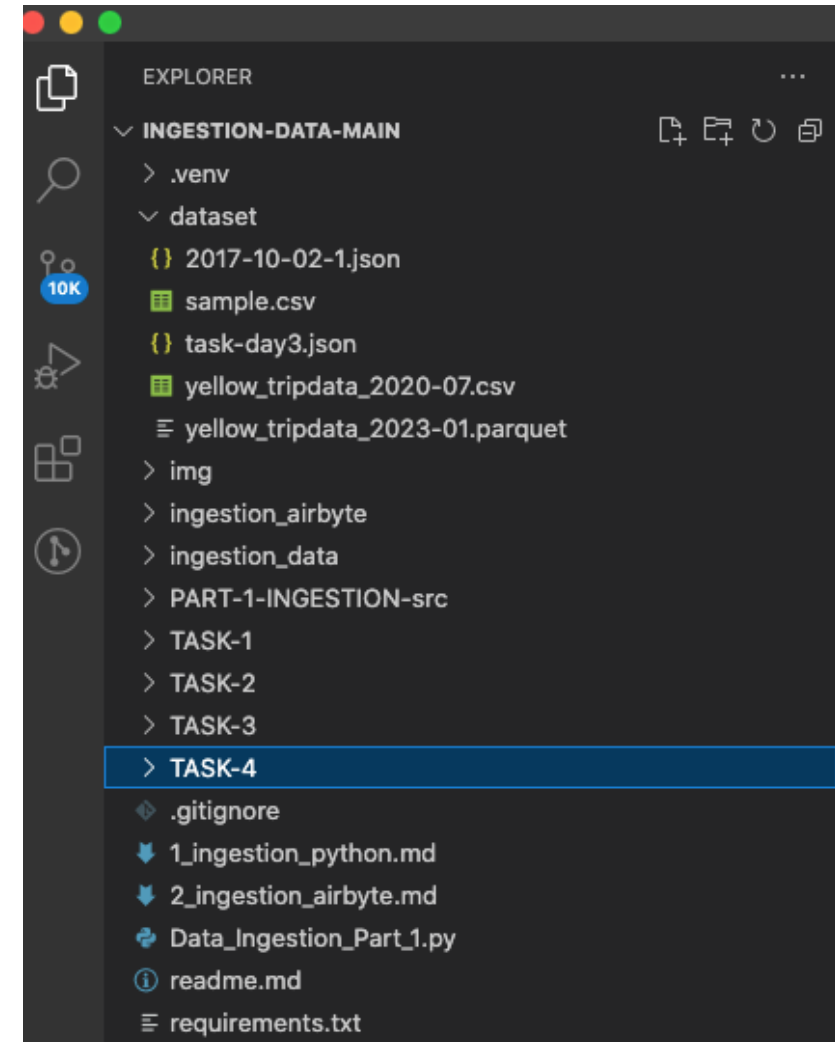 EXPLORER ...
INGESTION-DATA-MAIN
.venv
dataset
{} 2017-10-02-1.json
sample.csv
{} task-day3.json
yellow_tripdata_2020-07.csv
yellow_tripdata_2023-01.parquet
img
ingestion_airbyte
ingestion_data
PART-1-INGESTION-src
TASK-1
TASK-2
TASK-3
TASK-4
.gitignore
1_ingestion_python.md
2_ingestion_airbyte.md
Data_Ingestion_Part_1.py
readme.md
requirements.txt
10K